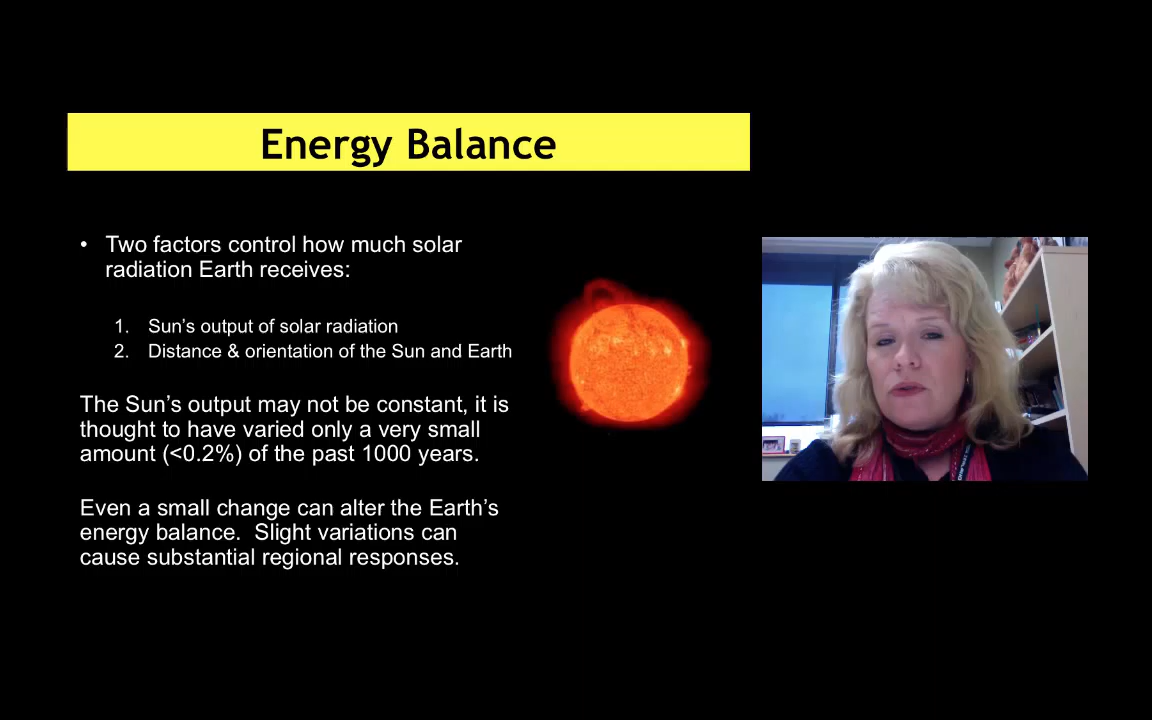 Energy Balance
• Two factors control how much solar
radiation Earth receives:
1. Sun's output of solar radiation
2. Distance & orientation of the Sun and Earth
The Sun's output may not be constant, it is
thought to have varied only a very small
amount (<0.2%) of the past 1000 years.
Even a small change can alter the Earth's
energy balance.  Slight variations can
cause substantial regional responses.